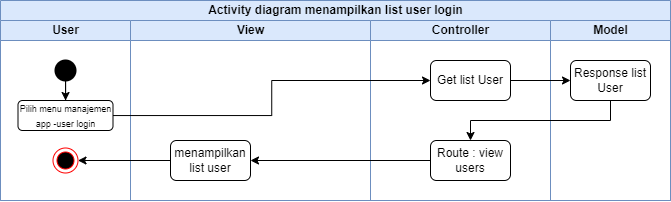 Activity diagram menampilkan list user login
User
View
Controller
Model
Pilih menu manajemen
app -user login
Get list User
Response list
User
menampilkan
list user
Route : view
users